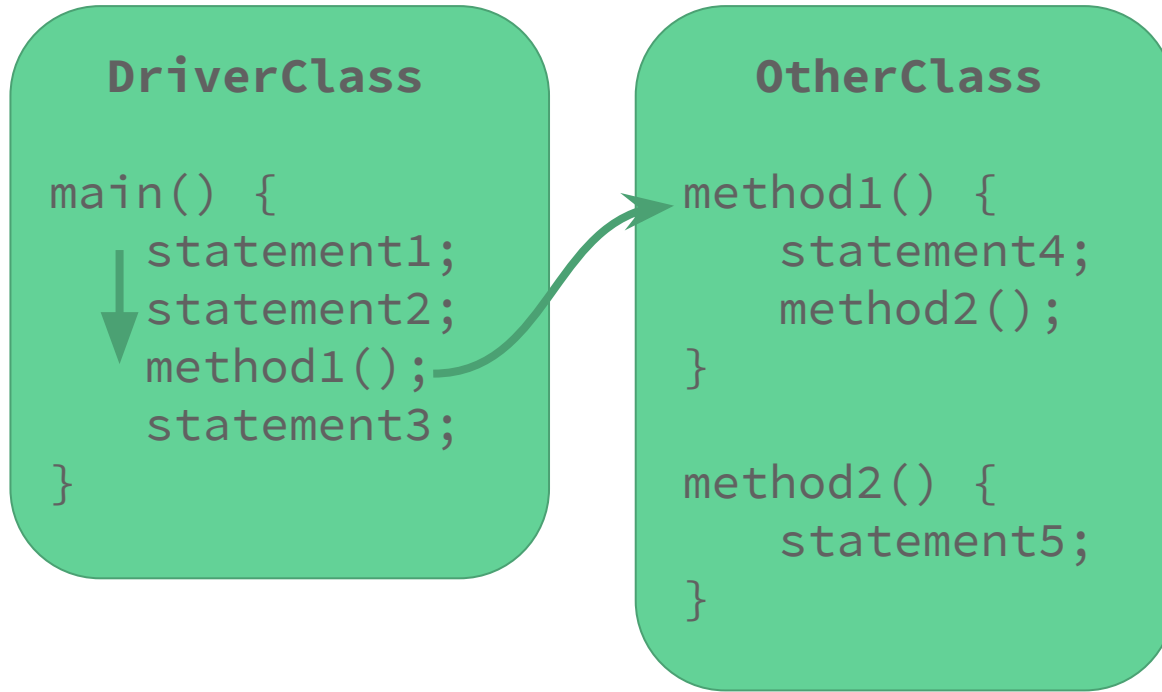 DriverClass
main() {
statement1;
statement2;
method1();
statement3;
}
OtherClass
method1() {
statement4;
method2();
}
method2() {
statement5;
}